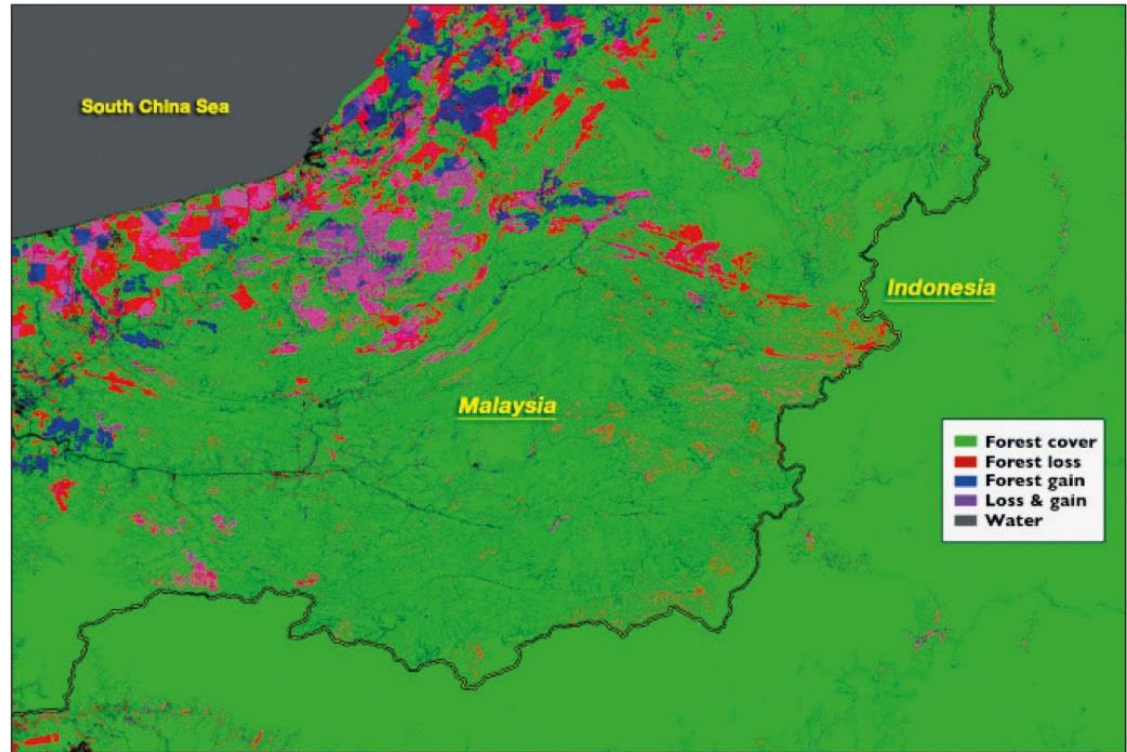 South China Sea
Indonesia
Malaysia
Forest cover
Forest loss
Forest gain
Loss & gain
Water